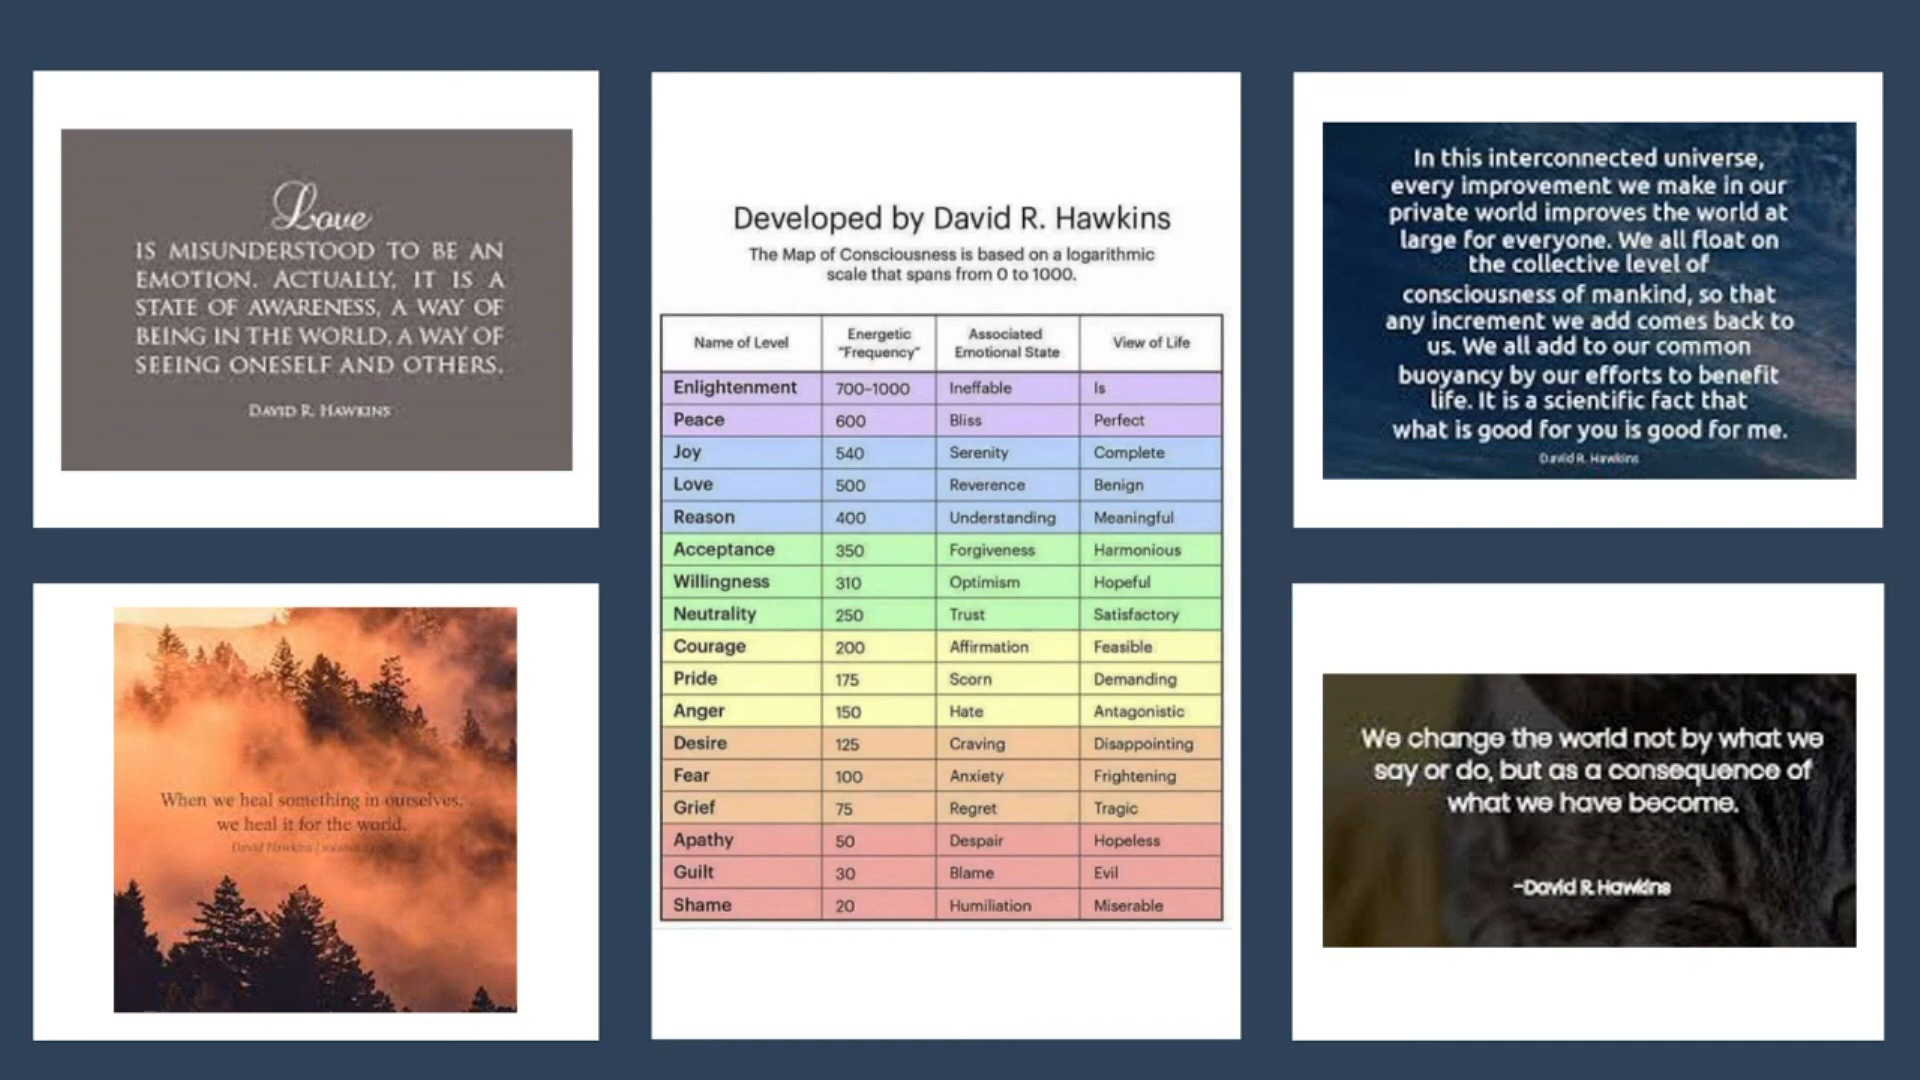 Love
IS MISUNDERSTOOD TO BE AN
EMOTION. ACTUALLY, IT IS A
STATE OF AWARENESS, A WAY OF
BEING IN THE WORLD, A WAY OF
SEEING ONESELF AND OTHERS.
DAVID R. HAWKINS
When we heal something in ourselves,
we heal it for the world.
David Hawkins |
Developed by David R. Hawkins
The Map of Consciousness is based on a logarithmic
scale that spans from 0 to 1000.
Name of Level Energetic "Frequency" Associated Emotional State View of Life
Enlightenment 700–1000 Ineffable Is
Peace 600 Bliss Perfect
Joy 540 Serenity Complete
Love 500 Reverence Benign
Reason 400 Understanding Meaningful
Acceptance 350 Forgiveness Harmonious
Willingness 310 Optimism Hopeful
Neutrality 250 Trust Satisfactory
Courage 200 Affirmation Feasible
Pride 175 Scorn Demanding
Anger 150 Hate Antagonistic
Desire 125 Craving Disappointing
Fear 100 Anxiety Frightening
Grief 75 Regret Tragic
Apathy 50 Despair Hopeless
Guilt 30 Blame Evil
Shame 20 Humiliation Miserable
In this interconnected universe,
every improvement we make in our
private world improves the world at
large for everyone. We all float on
the collective level of
consciousness of mankind, so that
any increment we add comes back to
us. We all add to our common
buoyancy by our efforts to benefit
life. It is a scientific fact that
what is good for you is good for me.
David R. Hawkins
We change the world not by what we
say or do, but as a consequence of
what we have become.
–David R. Hawkins